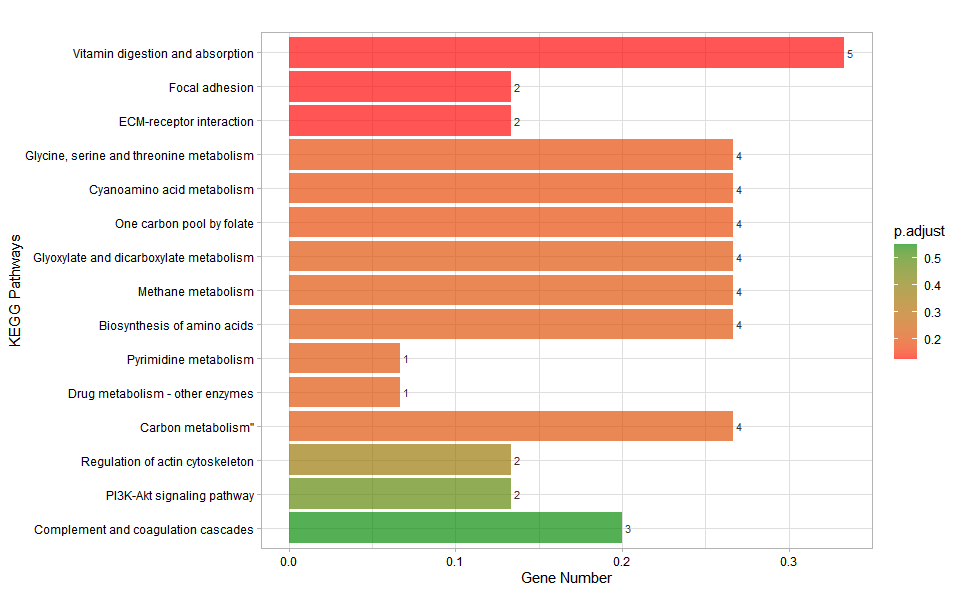 Vitamin digestion and absorption
5
Focal adhesion
2
ECM-receptor interaction
2
Glycine, serine and threonine metabolism
4
Cyanoamino acid metabolism
4
One carbon pool by folate
4
Glyoxylate and dicarboxylate metabolism
4
Methane metabolism
4
Biosynthesis of amino acids
4
Pyrimidine metabolism
1
Drug metabolism - other enzymes
1
Carbon metabolism"
4
Regulation of actin cytoskeleton
2
PI3K-Akt signaling pathway
2
Complement and coagulation cascades
3
KEGG Pathways
0.0
0.1
0.2
0.3
Gene Number
p.adjust
0.5
0.4
0.3
0.2